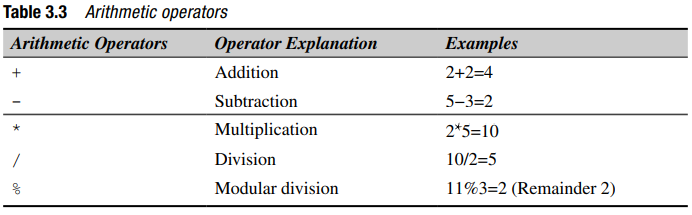 Table 3.3 Arithmetic operators
Arithmetic Operators Operator Explanation Examples
+ Addition 2+2=4
− Subtraction 5−3=2
* Multiplication 2*5=10
/ Division 10/2=5
% Modular division 11%3=2 (Remainder 2)